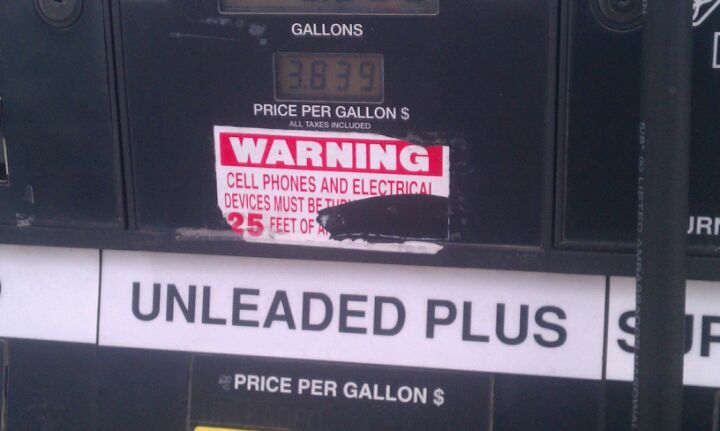 GALLONS
3.839
PRICE PER GALLON $
ALL TAXES INCLUDED
WARNING
CELL PHONES AND ELECTRICAL
DEVICES MUST BE
25 FEET OF
UNLEADED PLUS
PRICE PER GALLON $